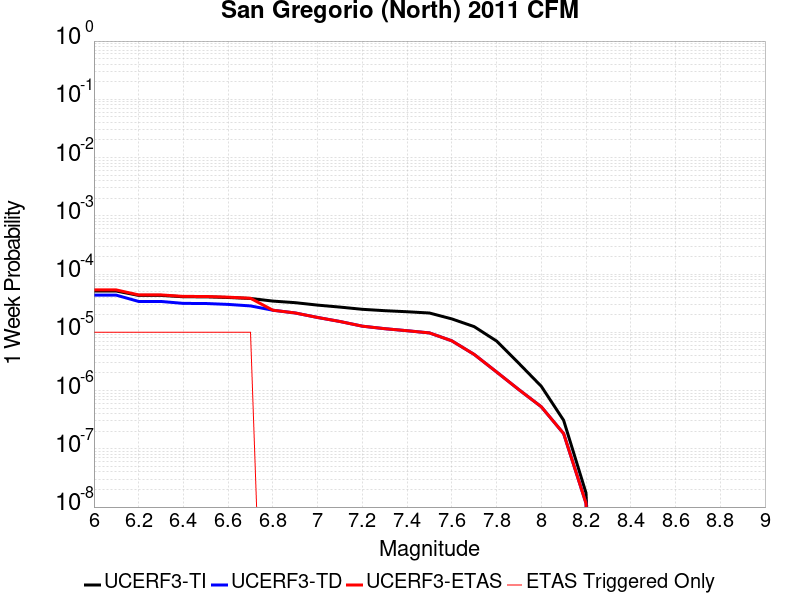 San Gregorio (North) 2011 CFM
10^0
10^-1
10^-2
10^-3
10^-4
10^-5
10^-6
10^-7
10^-8
1 Week Probability
6 6.2 6.4 6.6 6.8 7 7.2 7.4 7.6 7.8 8 8.2 8.4 8.6 8.8 9
Magnitude
UCERF3-TI UCERF3-TD UCERF3-ETAS ETAS Triggered Only